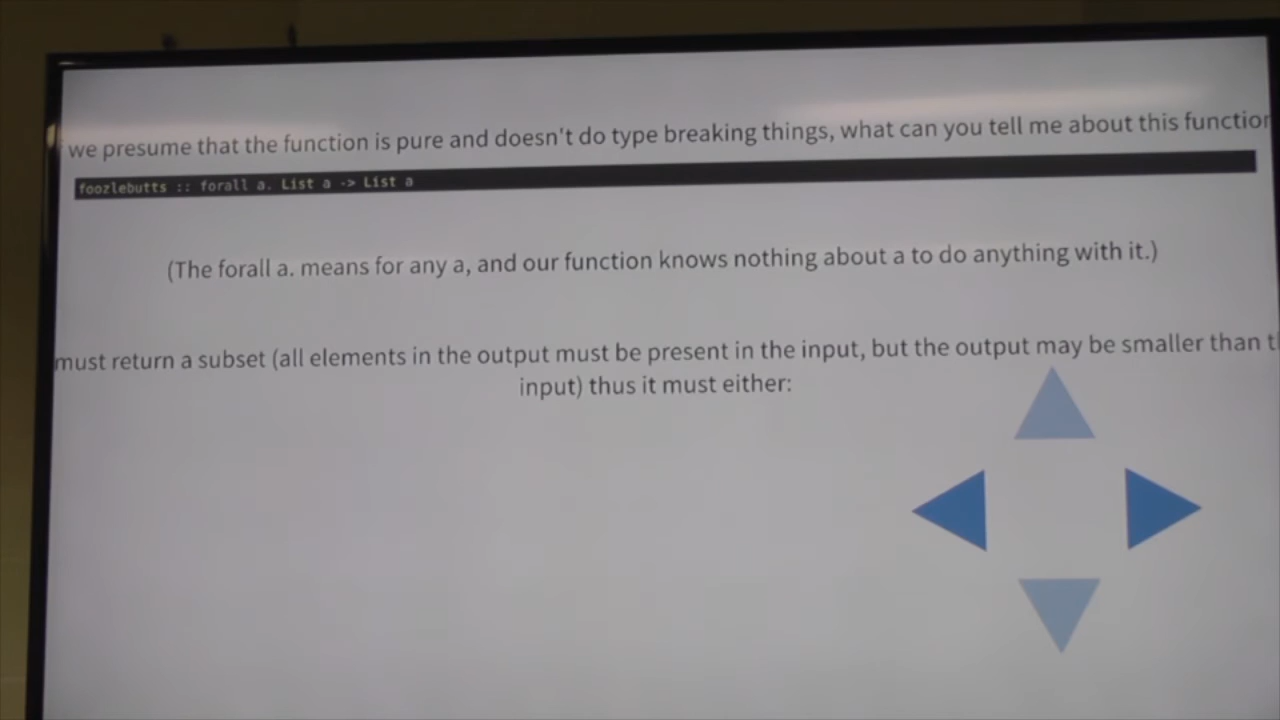 we presume that the function is pure and doesn't do type breaking things, what can you tell me about this function
foozlebutts :: forall a. List a -> List a
(The forall a. means for any a, and our function knows nothing about a to do anything with it.)
must return a subset (all elements in the output must be present in the input, but the output may be smaller than
input) thus it must either: